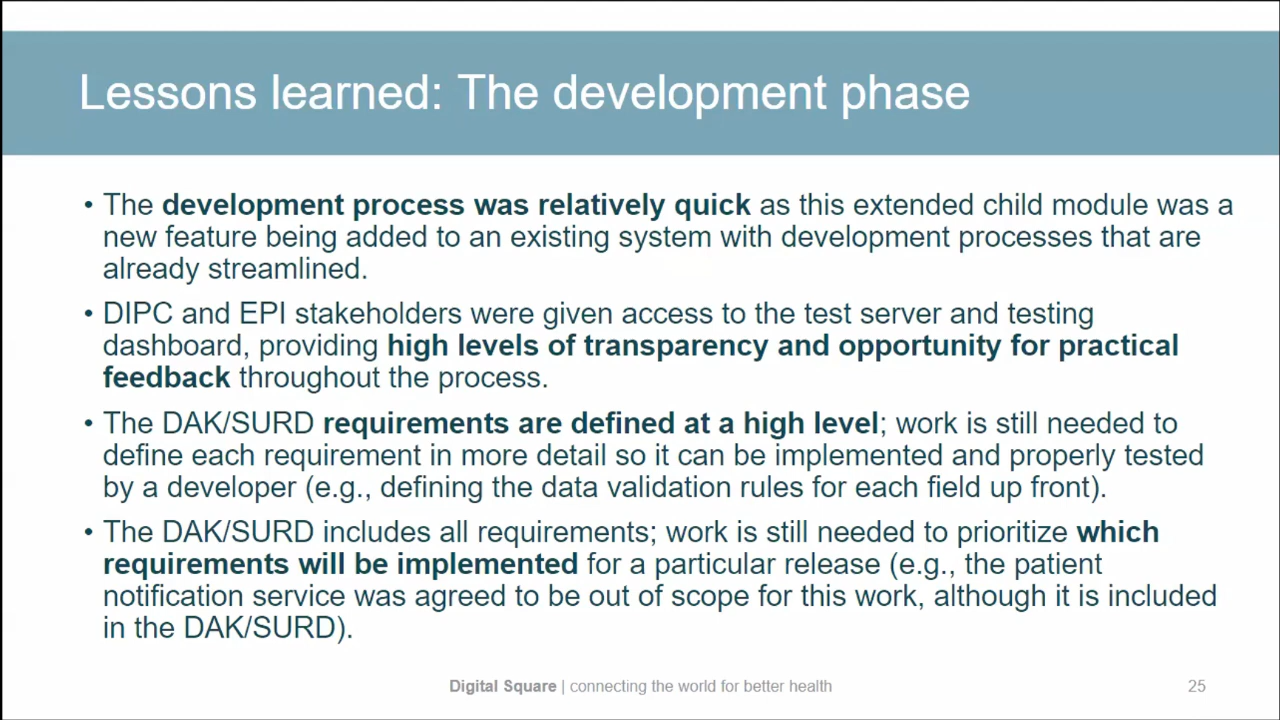 Lessons learned: The development phase
• The development process was relatively quick as this extended child module was a
new feature being added to an existing system with development processes that are
already streamlined.
• DIPC and EPI stakeholders were given access to the test server and testing
dashboard, providing high levels of transparency and opportunity for practical
feedback throughout the process.
• The DAK/SURD requirements are defined at a high level; work is still needed to
define each requirement in more detail so it can be implemented and properly tested
by a developer (e.g., defining the data validation rules for each field up front).
• The DAK/SURD includes all requirements; work is still needed to prioritize which
requirements will be implemented for a particular release (e.g., the patient
notification service was agreed to be out of scope for this work, although it is included
in the DAK/SURD).
Digital Square | connecting the world for better health
25